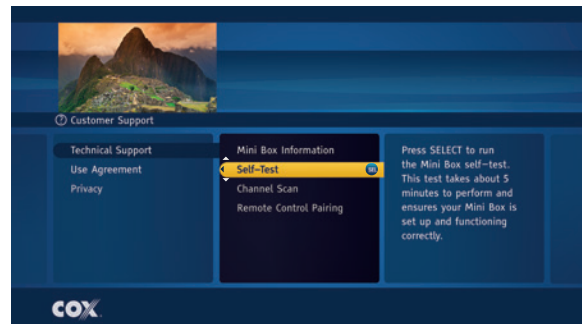 ? Customer Support
Technical Support
Use Agreement
Privacy
Mini Box Information
Self-Test
SEL
Channel Scan
Remote Control Pairing
Press SELECT to run
the Mini Box self-test.
This test takes about 5
minutes to perform and
ensures your Mini Box is
set up and functioning
correctly.
COX